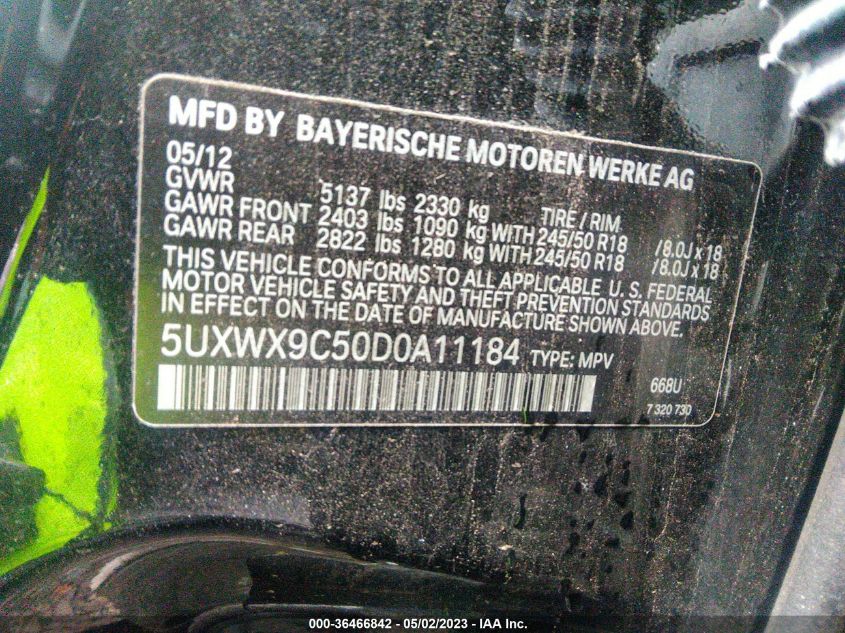 MFD BY BAYERISCHE MOTOREN WERKE AG
05/12
GVWR 5137 lbs 2330 kg TIRE / RIM
GAWR FRONT 2403 lbs 1090 kg WITH 245/50 R18 /8.0J x 18
GAWR REAR 2822 lbs 1280 kg WITH 245/50 R18 /8.0J x 18
THIS VEHICLE CONFORMS TO ALL APPLICABLE U.S. FEDERAL
MOTOR VEHICLE SAFETY AND THEFT PREVENTION STANDARDS
IN EFFECT ON THE DATE OF MANUFACTURE SHOWN ABOVE.
5UXWX9C50D0A11184 TYPE: MPV
668U
7 320 730
000-36466842 - 05/02/2023 - IAA Inc.